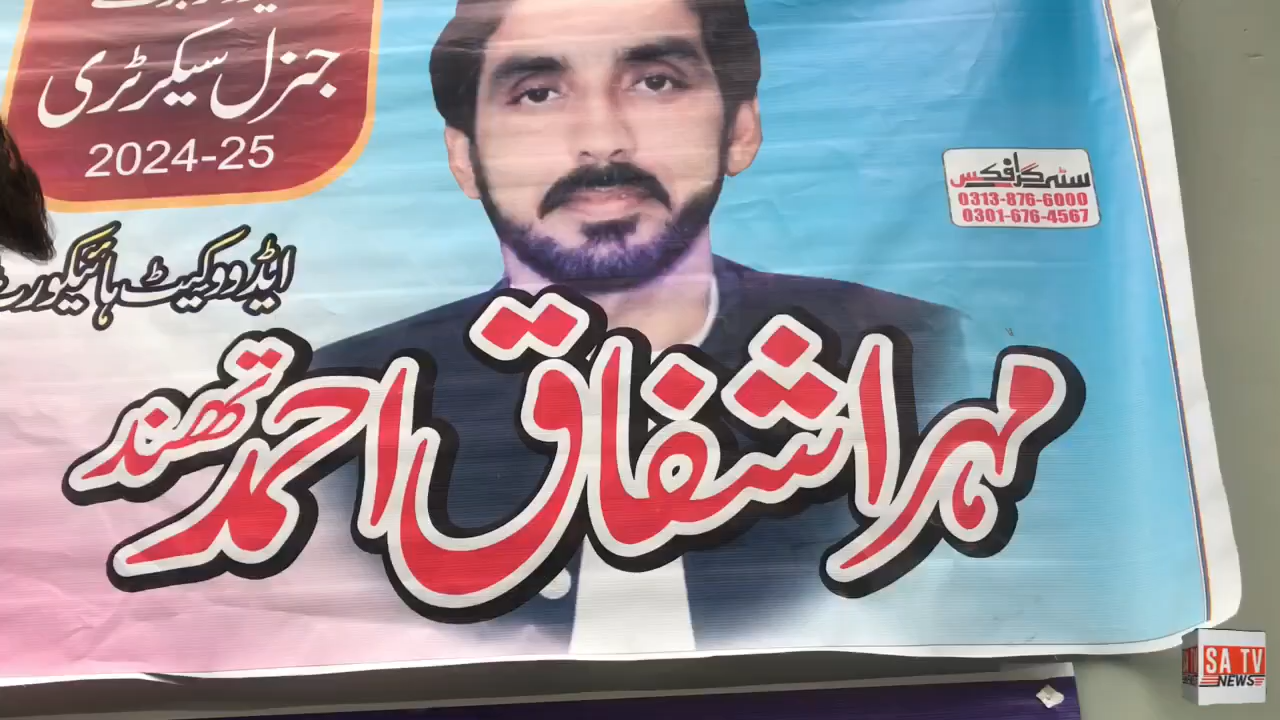 جنرل سیکرٹری
2024-25
سٹی گرافکس
0313-876-6000
0301-676-4567
ایڈووکیٹ ہائیکورٹ
مہر اشفاق احمد تھند
SA TV
NEWS